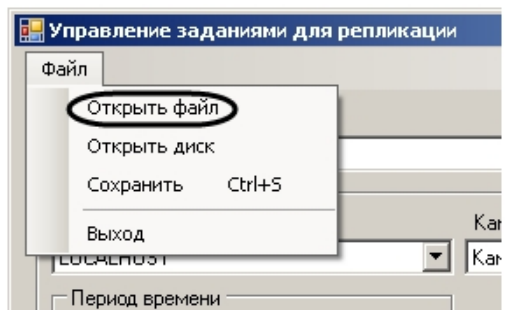 Управление заданиями для репликации
Файл
Открыть файл
Открыть диск
Сохранить Ctrl+S
Выход
LOCALHOST
Период времени